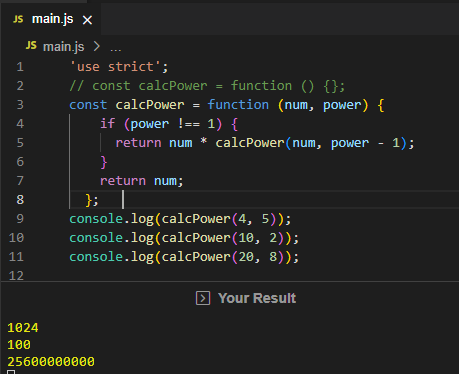 JS main.js ×
JS main.js > ...
1 'use strict';
2 // const calcPower = function () {};
3 const calcPower = function (num, power) {
4 if (power !== 1) {
5 return num * calcPower(num, power - 1);
6 }
7 return num;
8 };
9 console.log(calcPower(4, 5));
10 console.log(calcPower(10, 2));
11 console.log(calcPower(20, 8));
12
Your Result
1024
100
25600000000